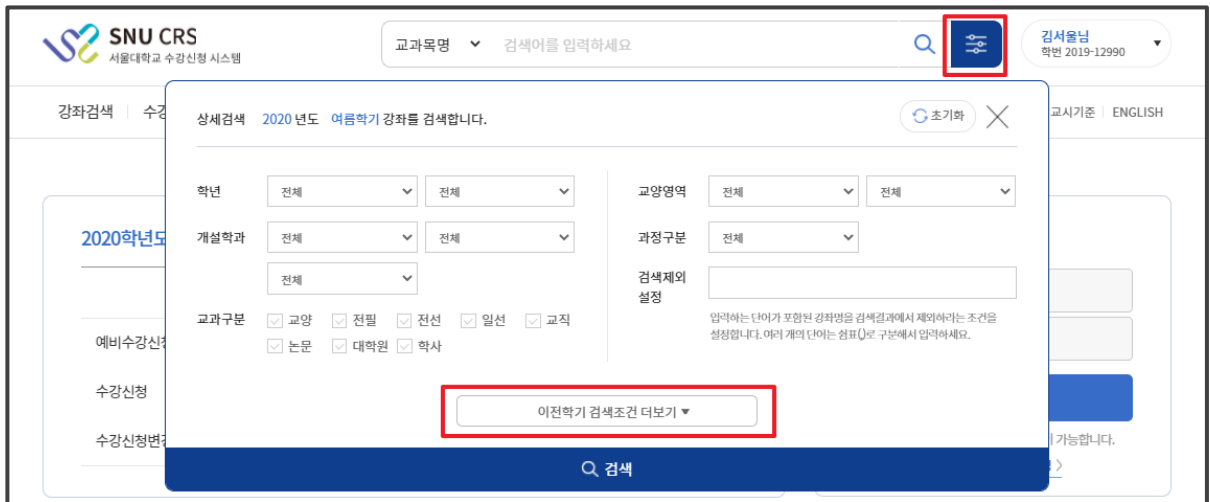 SNU CRS
서울대학교 수강신청 시스템
교과목명 검색어를 입력하세요
김서울님
학번 2019-12990
강좌검색 수강
교시기준 ENGLISH
상세검색 2020 년도 여름학기 강좌를 검색합니다.
초기화
학년 전체 전체
개설학과 전체 전체
전체
교과구분 교양 전필 전선 일선 교직
논문 대학원 학사
교양영역 전체 전체
과정구분 전체
검색제외
설정
입력하는 단어가 포함된 강좌명을 검색결과에서 제외하라는 조건을
설정합니다. 여러 개의 단어는 쉼표(,)로 구분해서 입력하세요.
이전학기 검색조건 더보기 ▼
검색
2020학년도
예비수강신청
수강신청
수강신청변경
가능합니다.